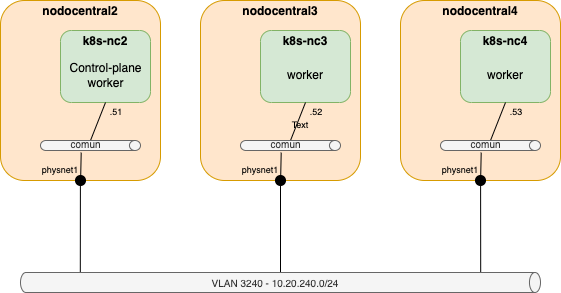 nodocentral2
nodocentral3
nodocentral4
k8s-nc2
k8s-nc3
k8s-nc4
Control-plane
worker
worker
worker
.51
.52
.53
Text
comun
comun
comun
physnet1
physnet1
physnet1
VLAN 3240 - 10.20.240.0/24